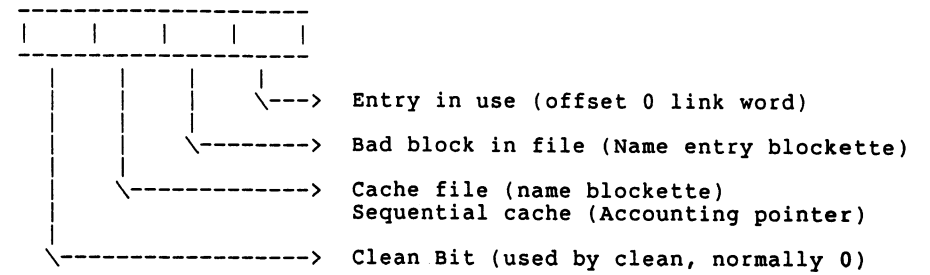 Entry in use (offset 0 link word)
Bad block in file (Name entry blockette)
Cache file (name blockette)
Sequential cache (Accounting pointer)
Clean Bit (used by clean, normally 0)